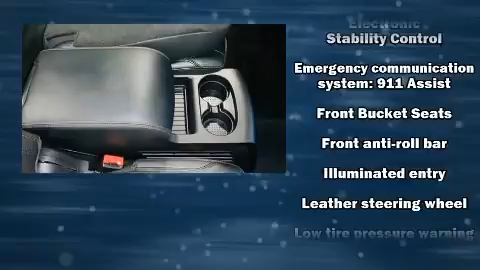 Electronic
Stability Control
Emergency communication
system: 911 Assist
Front Bucket Seats
Front anti-roll bar
Illuminated entry
Leather steering wheel
Low tire pressure warning